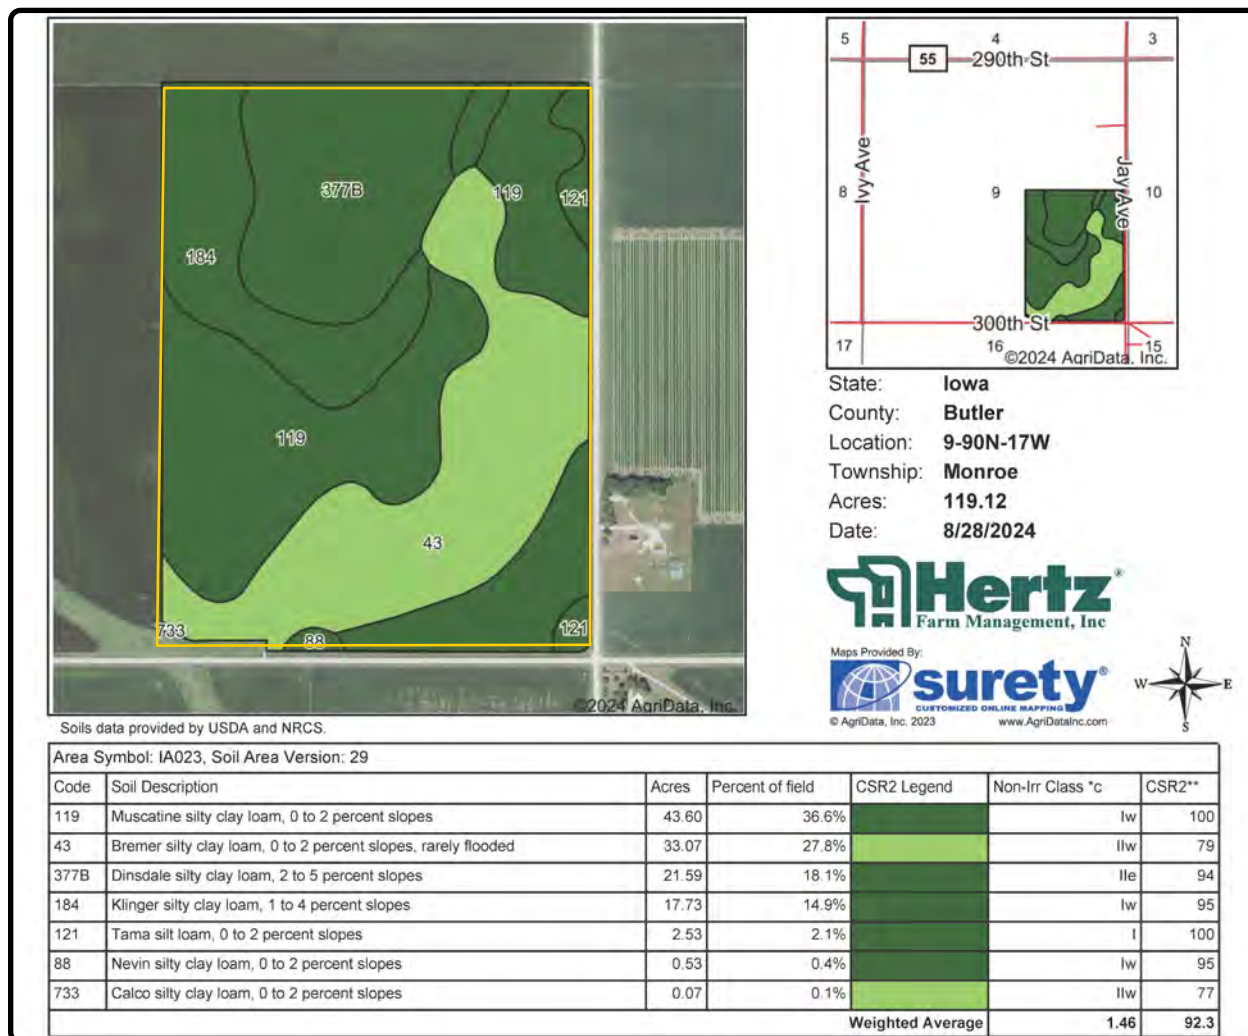 377B
119
121
184
119
43
733
88
121
©2024 AgriData, Inc.
Soils data provided by USDA and NRCS.
5
4
3
55
290th St
Ivy Ave
Jay Ave
8
9
10
300th St
17
16
15
©2024 AgriData, Inc.
State: Iowa
County: Butler
Location: 9-90N-17W
Township: Monroe
Acres: 119.12
Date: 8/28/2024
Hertz®
Farm Management, Inc
Maps Provided By:
surety®
CUSTOMIZED ONLINE MAPPING
© AgriData, Inc. 2023 www.AgriDataInc.com
N
W E
S
Area Symbol: IA023, Soil Area Version: 29
Code Soil Description Acres Percent of field CSR2 Legend Non-Irr Class *c CSR2**
119 Muscatine silty clay loam, 0 to 2 percent slopes 43.60 36.6% Iw 100
43 Bremer silty clay loam, 0 to 2 percent slopes, rarely flooded 33.07 27.8% IIw 79
377B Dinsdale silty clay loam, 2 to 5 percent slopes 21.59 18.1% IIe 94
184 Klinger silty clay loam, 1 to 4 percent slopes 17.73 14.9% Iw 95
121 Tama silt loam, 0 to 2 percent slopes 2.53 2.1% I 100
88 Nevin silty clay loam, 0 to 2 percent slopes 0.53 0.4% Iw 95
733 Calco silty clay loam, 0 to 2 percent slopes 0.07 0.1% IIw 77
Weighted Average 1.46 92.3